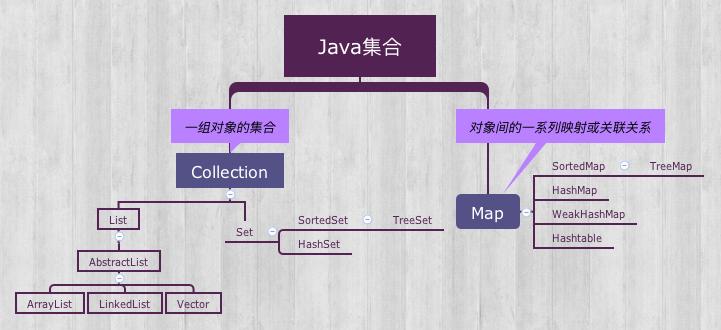 Java集合
一组对象的集合
对象间的一系列映射或关联关系
Collection
Map
List
AbstractList
ArrayList
LinkedList
Vector
Set
SortedSet
TreeSet
HashSet
SortedMap
TreeMap
HashMap
WeakHashMap
Hashtable